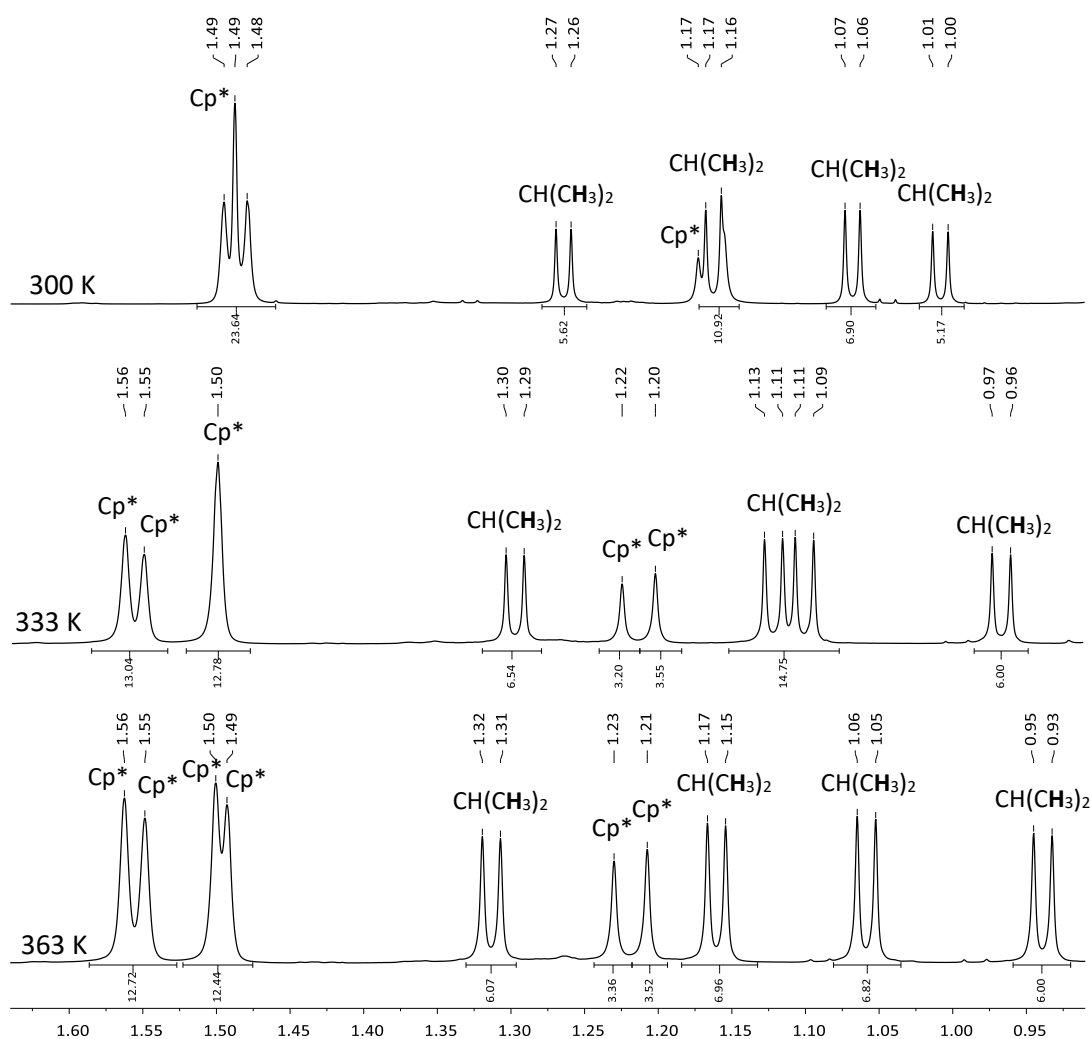 1.49 1.49 1.48 1.27 1.26 1.17 1.17 1.16 1.07 1.06 1.01 1.00
Cp*
CH(CH3)2 CH(CH3)2 CH(CH3)2 CH(CH3)2
Cp*
300 K
23.64 5.62 10.92 6.90 5.17
1.56 1.55 1.50 1.30 1.29 1.22 1.20 1.13 1.11 1.11 1.09 0.97 0.96
Cp* Cp* Cp* CH(CH3)2 Cp* Cp* CH(CH3)2 CH(CH3)2
333 K
13.04 12.78 6.54 3.20 3.55 14.75 6.00
1.56 1.55 1.50 1.49 1.32 1.31 1.23 1.21 1.17 1.15 1.06 1.05 0.95 0.93
Cp* Cp* Cp* Cp* CH(CH3)2 Cp* Cp* CH(CH3)2 CH(CH3)2 CH(CH3)2
363 K
12.72 12.44 6.07 3.36 3.52 6.96 6.82 6.00
1.60 1.55 1.50 1.45 1.40 1.35 1.30 1.25 1.20 1.15 1.10 1.05 1.00 0.95